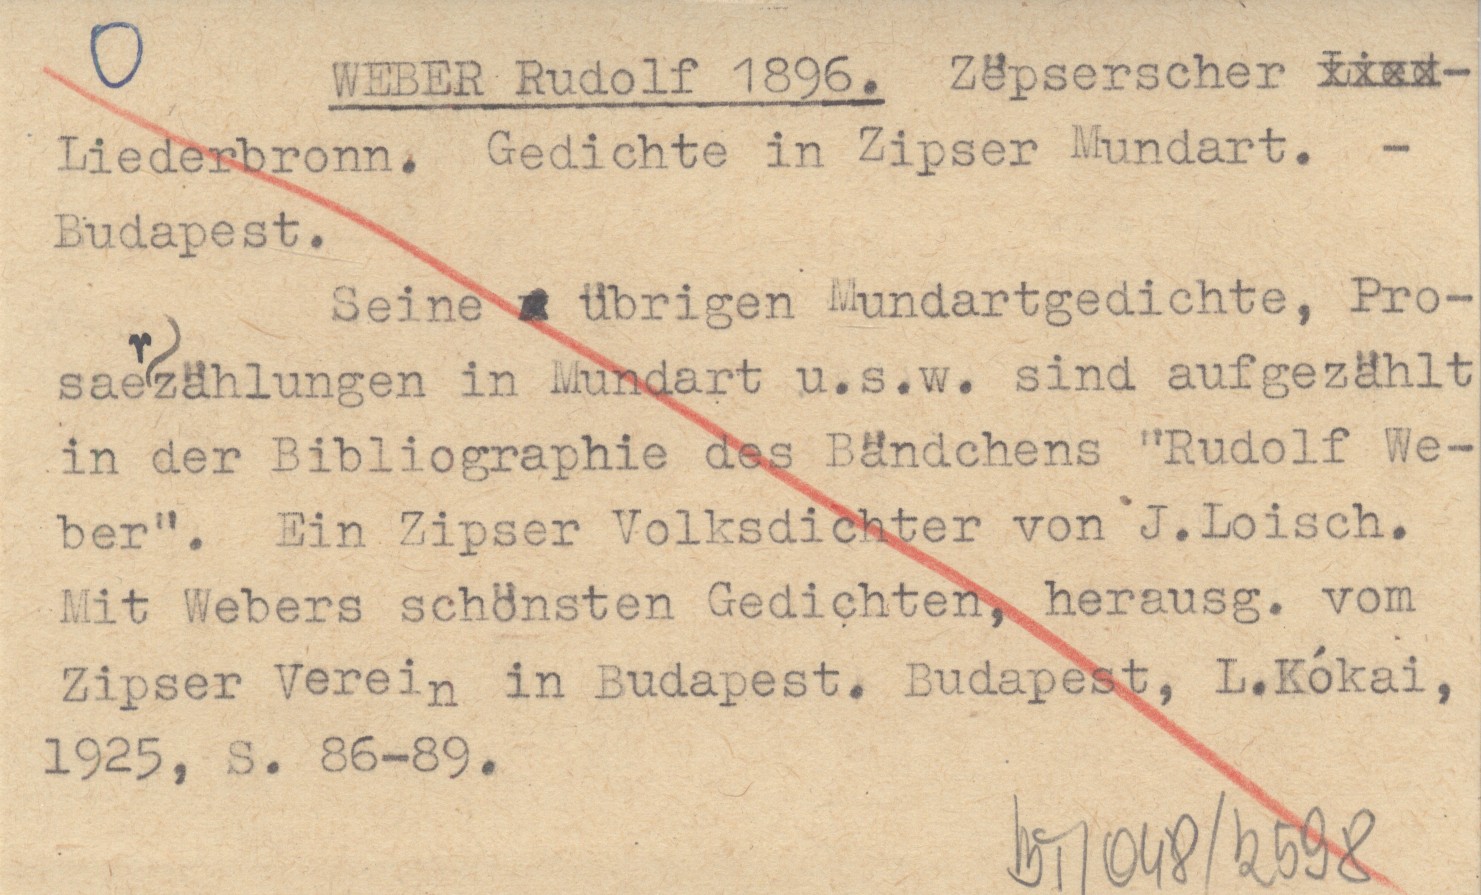 WEBER Rudolf 1896. Zëpserscher Lied-
Liederbronn. Gedichte in Zipser Mundart. -
Budapest.
Seine übrigen Mundartgedichte, Pro-
saerzählungen in Mundart u.s.w. sind aufgezählt
in der Bibliographie des Bändchens "Rudolf We-
ber". Ein Zipser Volksdichter von J.Loisch.
Mit Webers schönsten Gedichten, herausg. vom
Zipser Verein in Budapest. Budapest, L.Kókai,
1925, S. 86-89.
048/2598